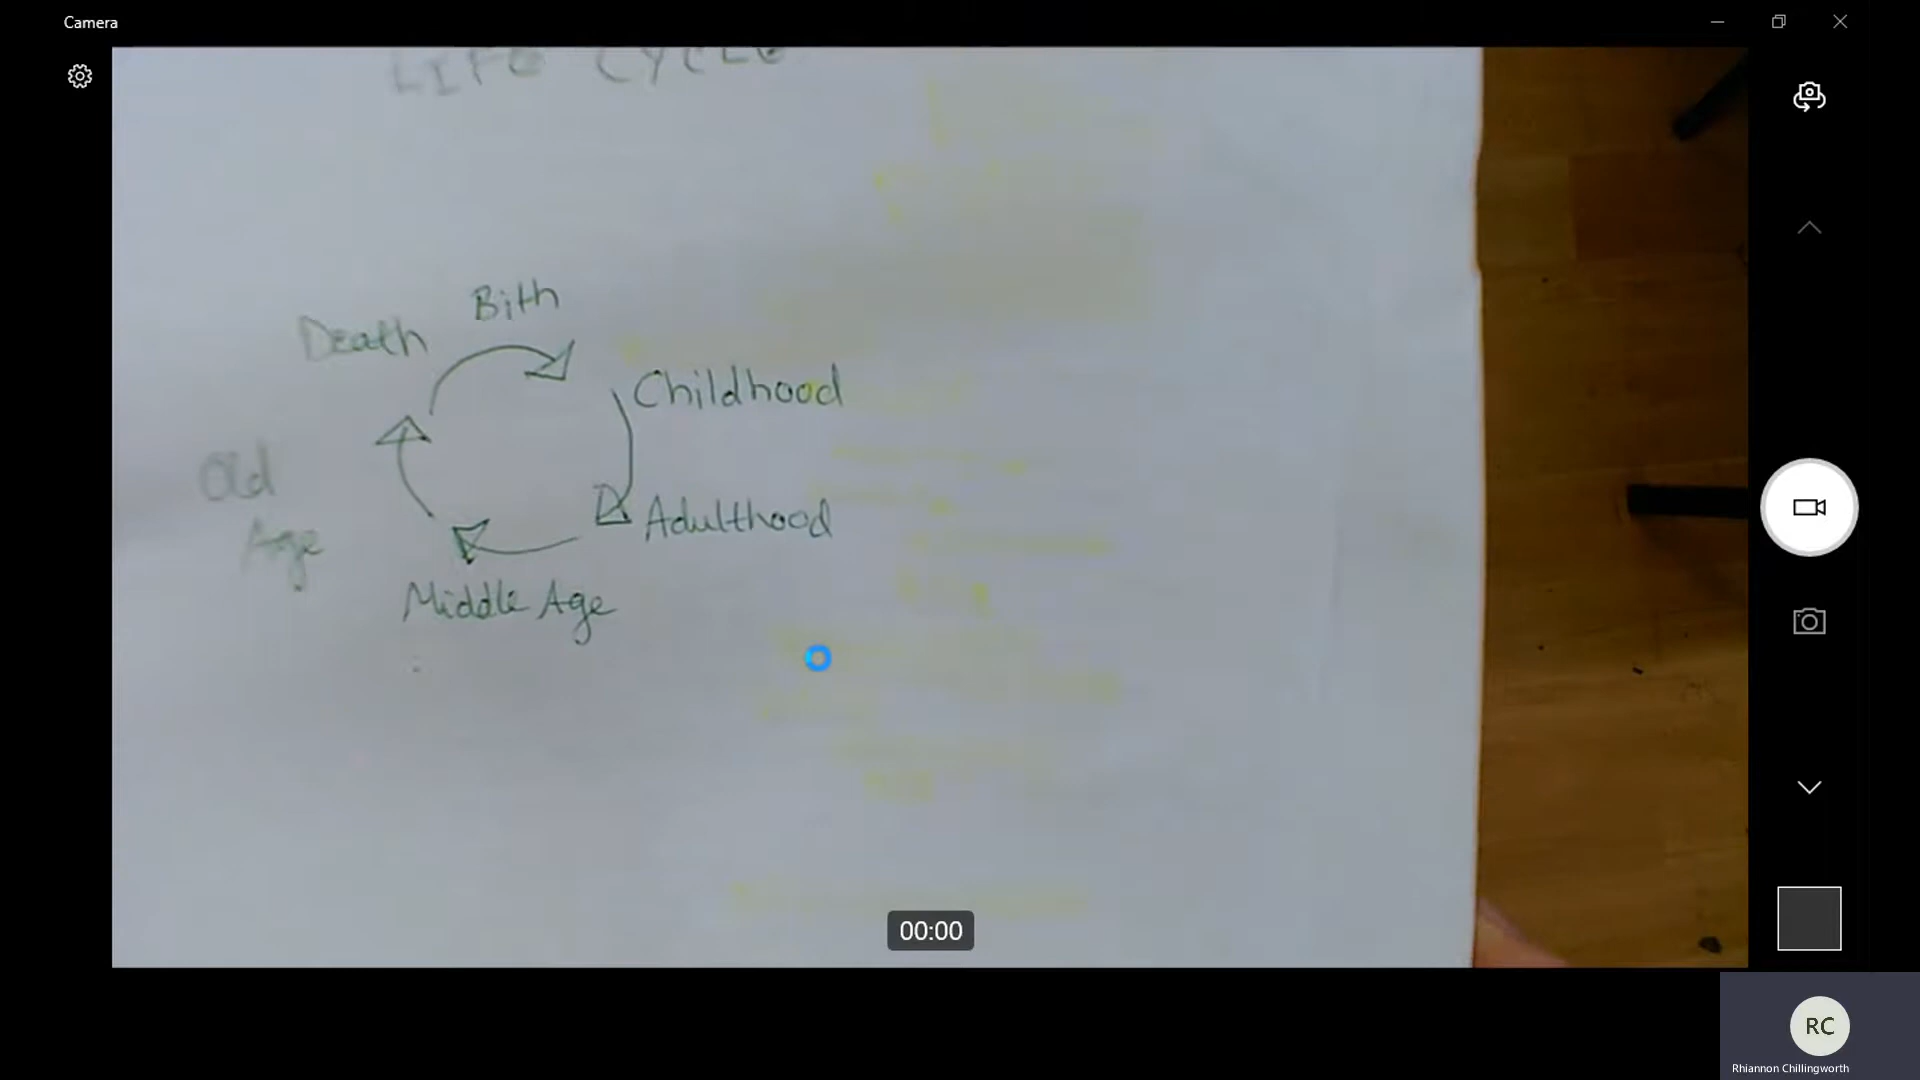 Camera
LIFE CYCLE
Bith
Death
Childhood
Old
Age
Adulthood
Middle Age
00:00
RC
Rhiannon Chillingworth